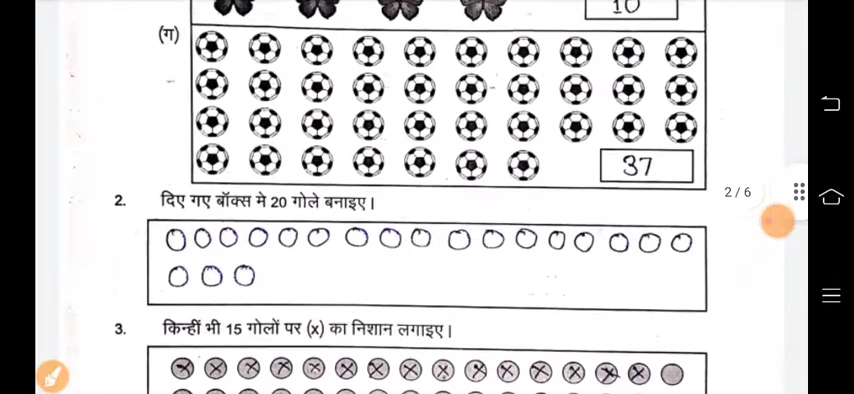 10
(ग)
37
2. दिए गए बॉक्स मे 20 गोले बनाइए।
2/6
3. किन्हीं भी 15 गोलों पर (x) का निशान लगाइए।